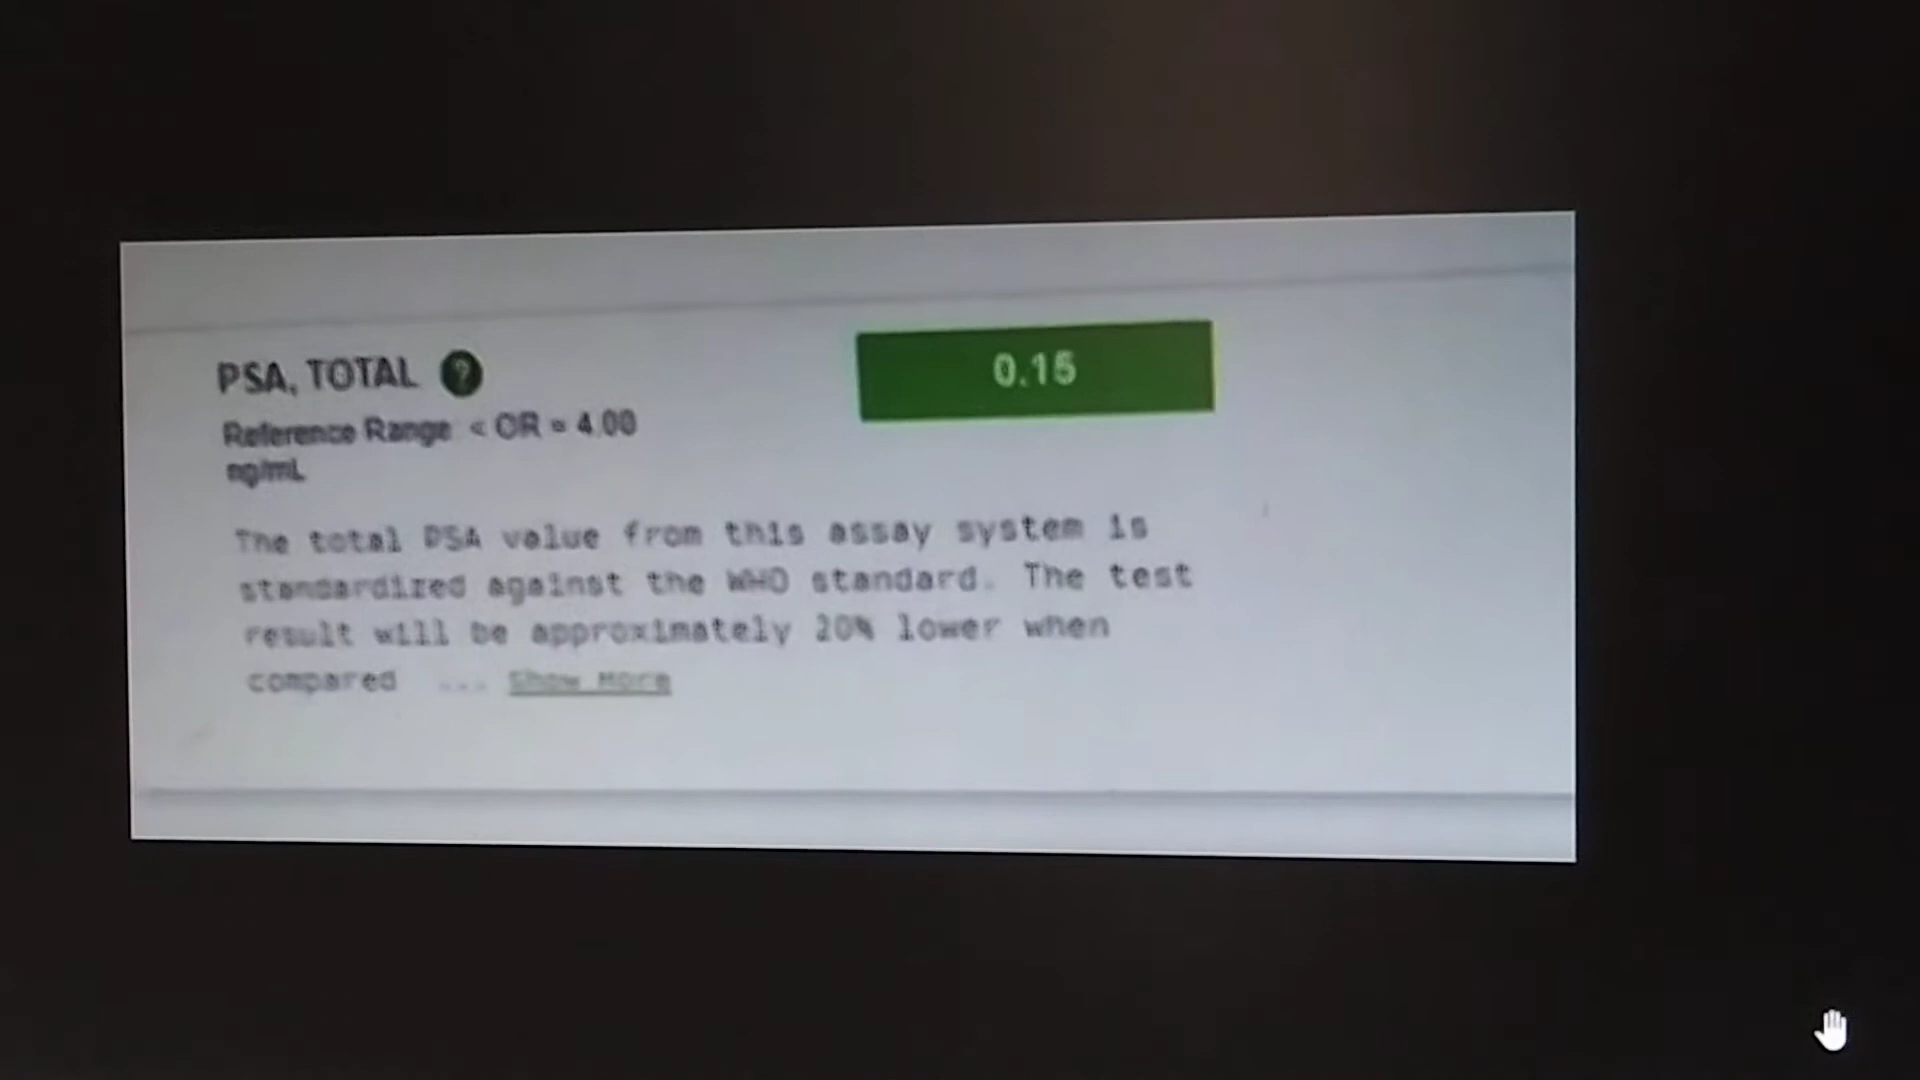 PSA, TOTAL ?
0.15
Reference Range < OR = 4.00
ng/mL
The total PSA value from this assay system is
standardized against the WHO standard. The test
result will be approximately 20% lower when
compared ... Show More